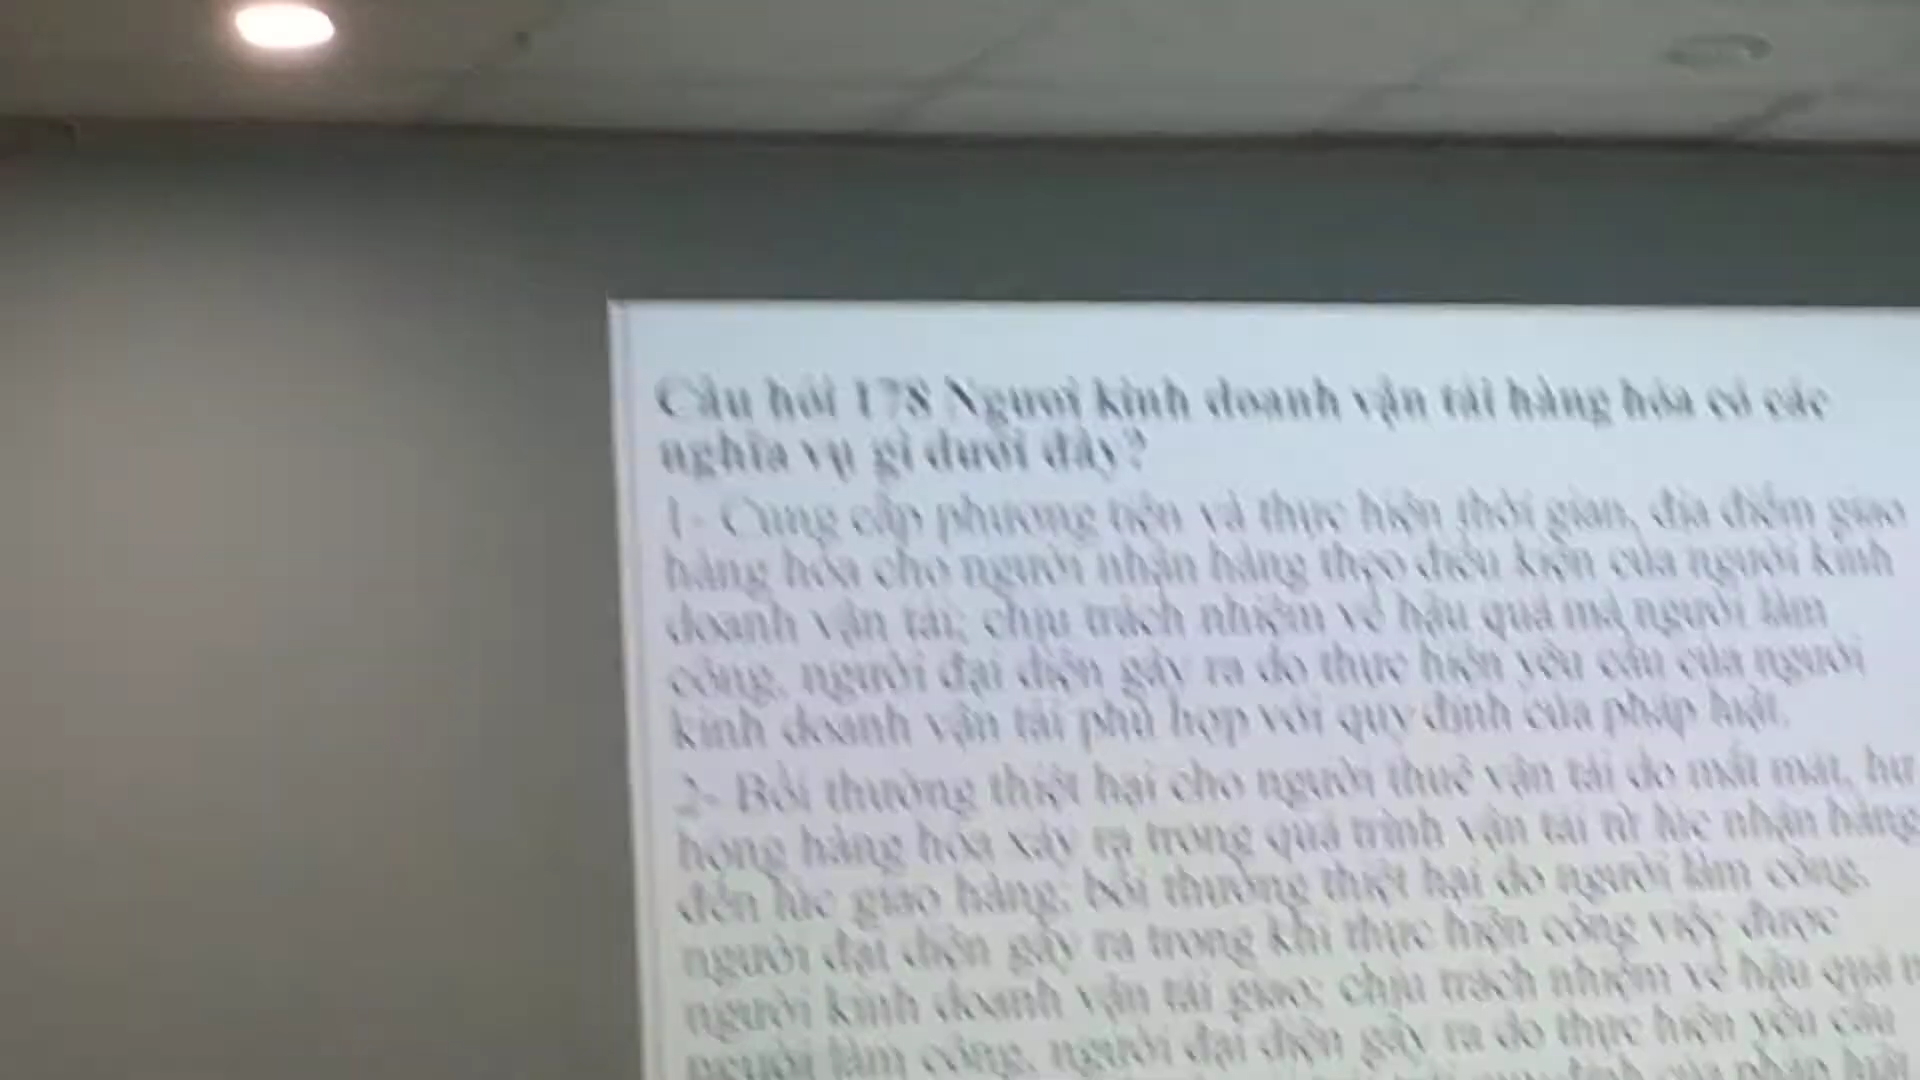 Câu hỏi 178 Người kinh doanh vận tải hàng hóa có các
nghĩa vụ gì dưới đây?
1- Cung cấp phương tiện và thực hiện thời gian, địa điểm giao
hàng hóa cho người nhận hàng theo điều kiện của người kinh
doanh vận tải; chịu trách nhiệm về hậu quả mà người làm
công, người đại diện gây ra do thực hiện yêu cầu của người
kinh doanh vận tải phù hợp với quy định của pháp luật.
2- Bồi thường thiệt hại cho người thuê vận tải do mất mát, hư
hỏng hàng hóa xảy ra trong quá trình vận tải từ lúc nhận hàng
đến lúc giao hàng; bồi thường thiệt hại do người làm công,
người đại diện gây ra trong khi thực hiện công việc được
người kinh doanh vận tải giao; chịu trách nhiệm về hậu quả
người làm công, người đại diện gây ra do thực hiện yêu cầu
định của pháp luật